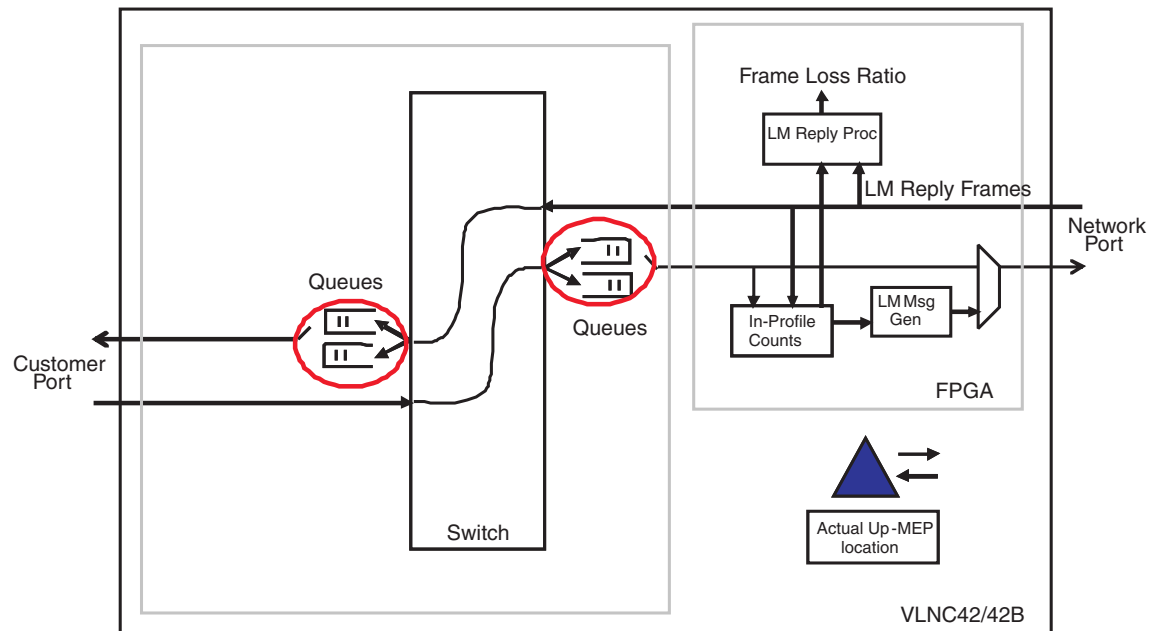 Frame Loss Ratio
LM Reply Proc
LM Reply Frames
Network
Port
Queues
Queues
In-Profile
Counts
LM Msg
Gen
Customer
Port
FPGA
Switch
Actual Up-MEP
location
VLNC42/42B